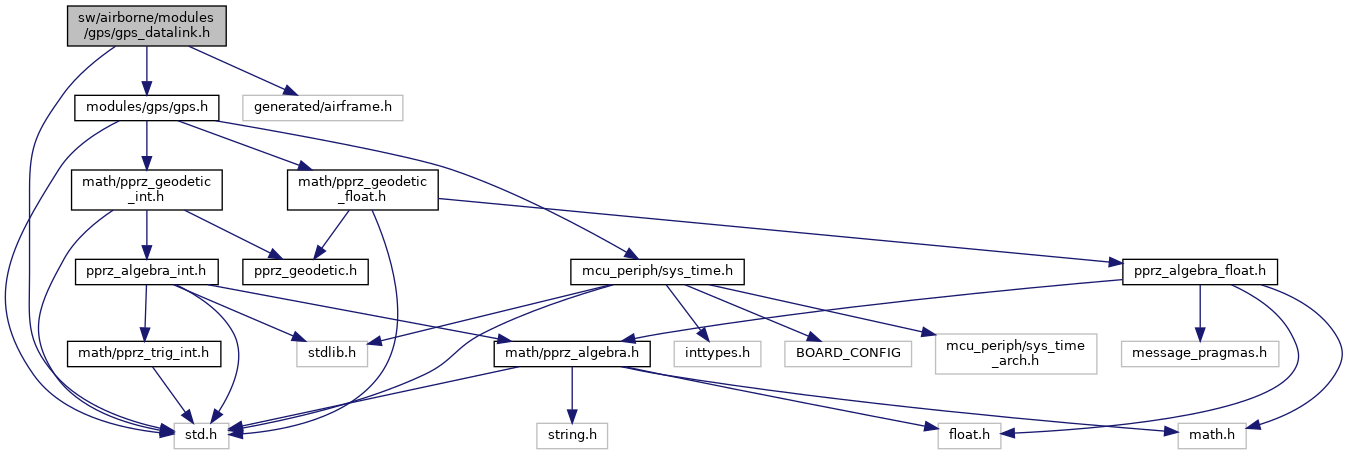 sw/airborne/modules
/gps/gps_datalink.h
modules/gps/gps.h
generated/airframe.h
math/pprz_geodetic
_int.h
math/pprz_geodetic
_float.h
pprz_algebra_int.h
pprz_geodetic.h
mcu_periph/sys_time.h
pprz_algebra_float.h
math/pprz_trig_int.h
stdlib.h
math/pprz_algebra.h
inttypes.h
BOARD_CONFIG
mcu_periph/sys_time
_arch.h
message_pragmas.h
std.h
string.h
float.h
math.h